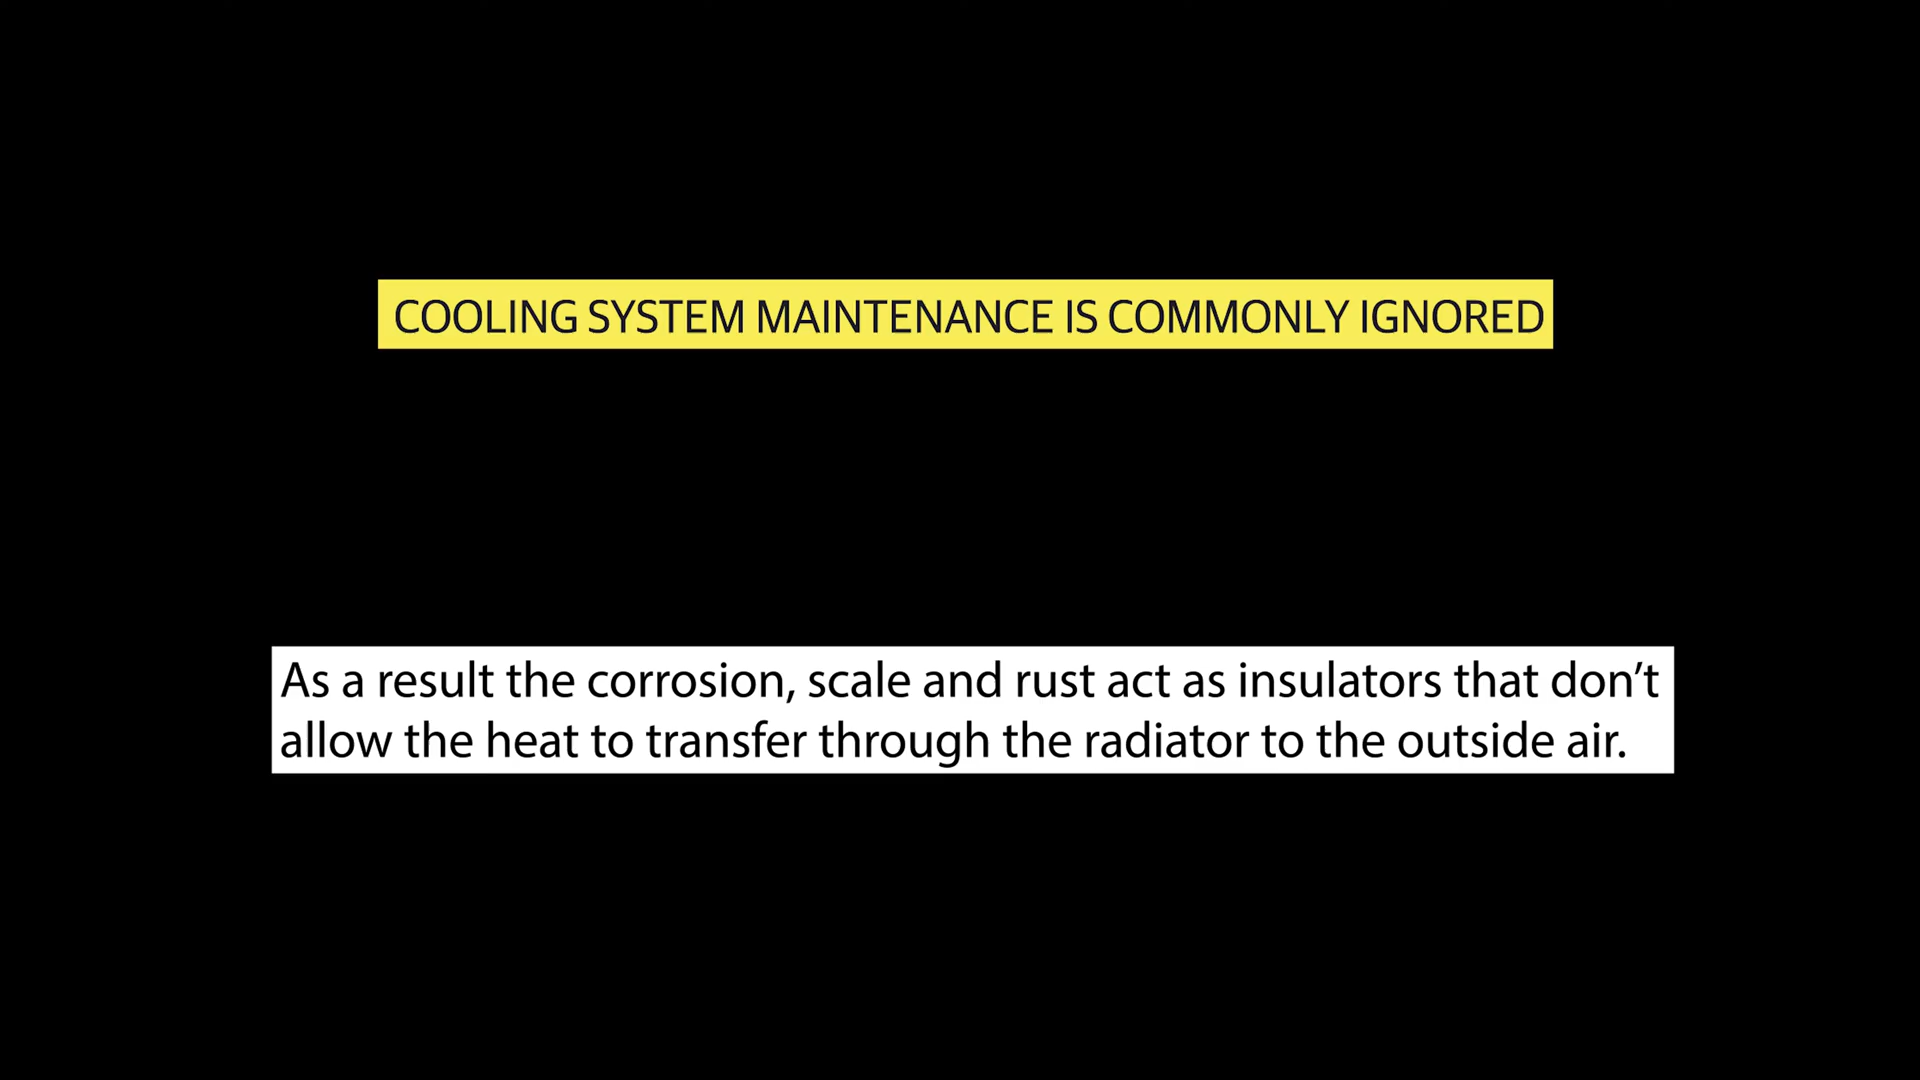 COOLING SYSTEM MAINTENANCE IS COMMONLY IGNORED
As a result the corrosion, scale and rust act as insulators that don’t
allow the heat to transfer through the radiator to the outside air.